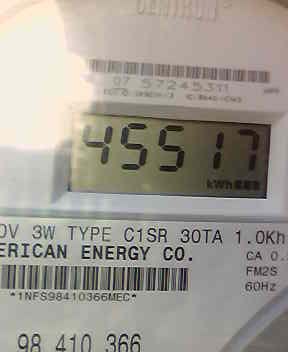 CENTRON
07 57245311
45517
kWh
0V 3W TYPE C1SR 30TA 1.0Kh
ERICAN ENERGY CO. CA 0.
FM2S
*1NFS98410366MEC* 60Hz
98 410 366